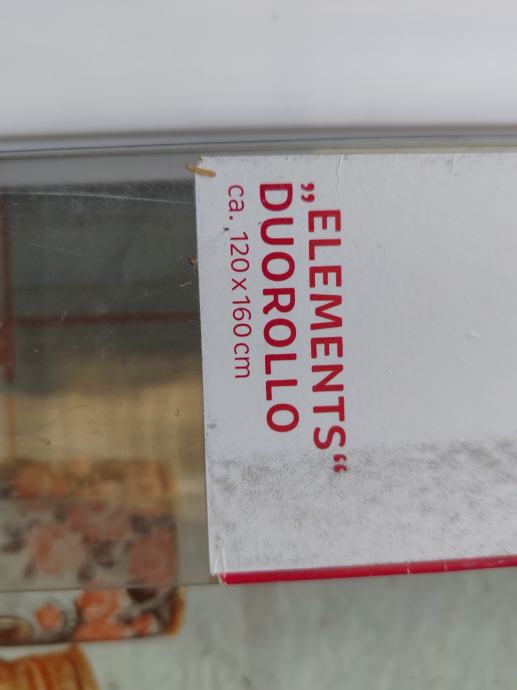 „ELEMENTS“
DUOROLLO
ca. 120 x 160 cm